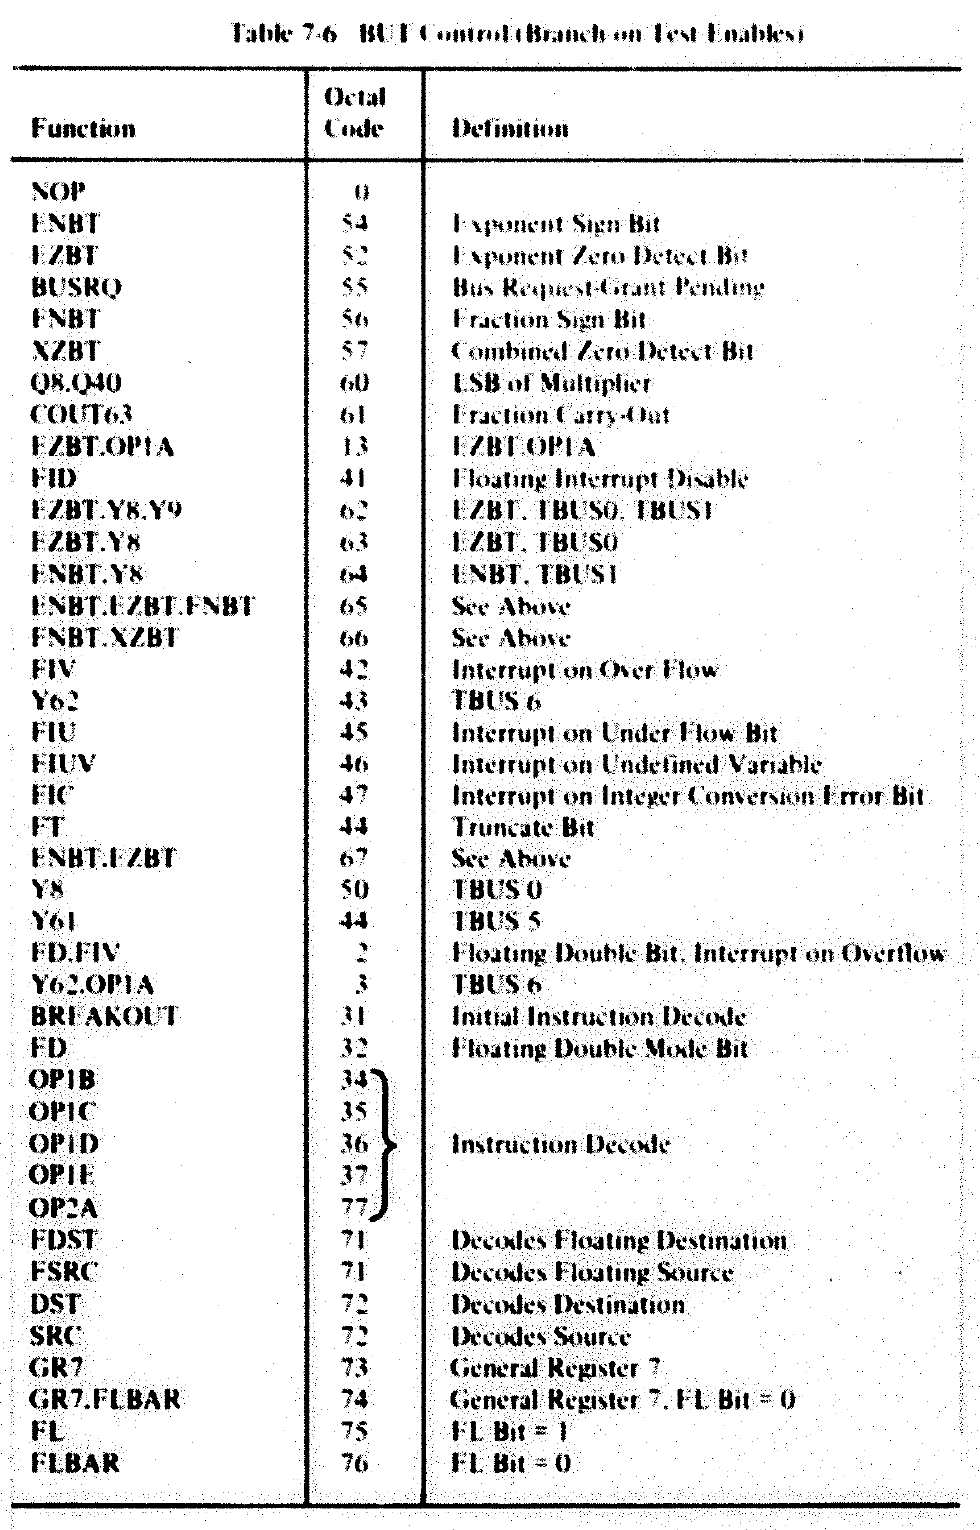 Table 7-6 BUT Control (Branch on Test Enables)
Function Octal Code Definition
NOP 0
ENBT 54 Exponent Sign Bit
EZBT 52 Exponent Zero Detect Bit
BUSRQ 55 Bus Request-Grant Pending
FNBT 56 Fraction Sign Bit
XZBT 57 Combined Zero Detect Bit
Q8.Q40 60 LSB of Multiplier
COUT63 61 Fraction Carry-Out
EZBT.OP1A 13 EZBT.OP1A
FID 41 Floating Interrupt Disable
EZBT.Y8.Y9 62 EZBT, TBUS0, TBUS1
EZBT.Y8 63 EZBT, TBUS0
ENBT.Y8 64 ENBT, TBUS1
ENBT.EZBT.FNBT 65 See Above
FNBT.XZBT 66 See Above
FIV 42 Interrupt on Over Flow
Y62 43 TBUS 6
FIU 45 Interrupt on Under Flow Bit
FIUV 46 Interrupt on Undefined Variable
FIC 47 Interrupt on Integer Conversion Error Bit
FT 44 Truncate Bit
ENBT.EZBT 67 See Above
Y8 50 TBUS 0
Y61 44 TBUS 5
FD.FIV 2 Floating Double Bit, Interrupt on Overflow
Y62.OP1A 3 TBUS 6
BREAKOUT 31 Initial Instruction Decode
FD 32 Floating Double Mode Bit
OP1B 34
OP1C 35
OP1D 36 Instruction Decode
OP1E 37
OP2A 77
FDST 71 Decodes Floating Destination
FSRC 71 Decodes Floating Source
DST 72 Decodes Destination
SRC 72 Decodes Source
GR7 73 General Register 7
GR7.FLBAR 74 General Register 7, FL Bit = 0
FL 75 FL Bit = 1
FLBAR 76 FL Bit = 0